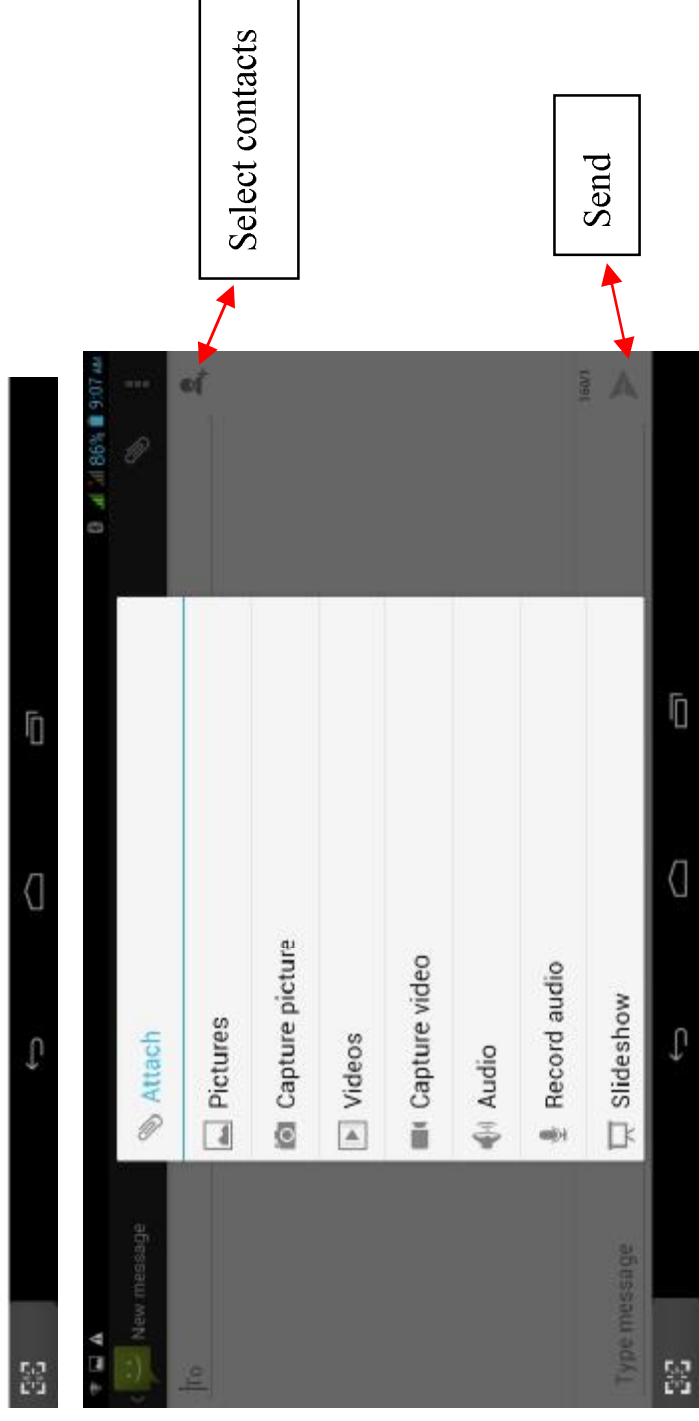 86% 9:07 AM
New message
To
Attach
Pictures
Capture picture
Videos
Capture video
Audio
Record audio
Slideshow
160/1
Type message
Select contacts
Send